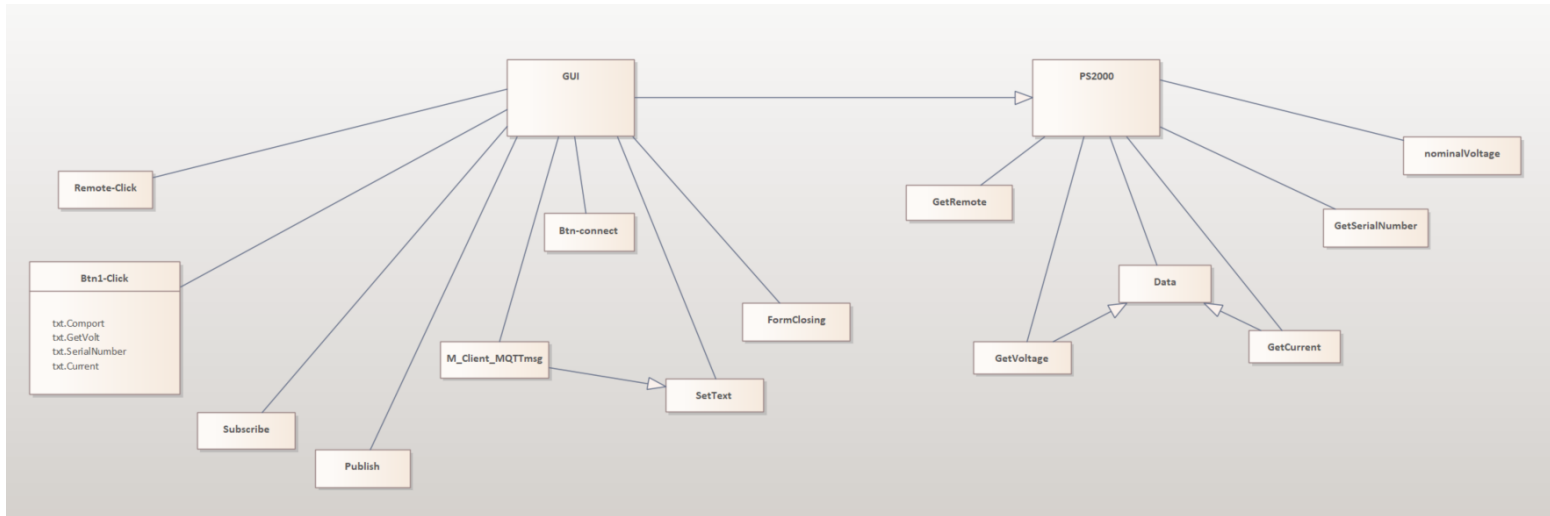 GUI
PS2000
nominalVoltage
Remote-Click
GetRemote
Btn-connect
GetSerialNumber
Btn1-Click
txt.Comport
txt.GetVolt
txt.SerialNumber
txt.Current
Data
FormClosing
M_Client_MQTTmsg
GetVoltage
GetCurrent
SetText
Subscribe
Publish